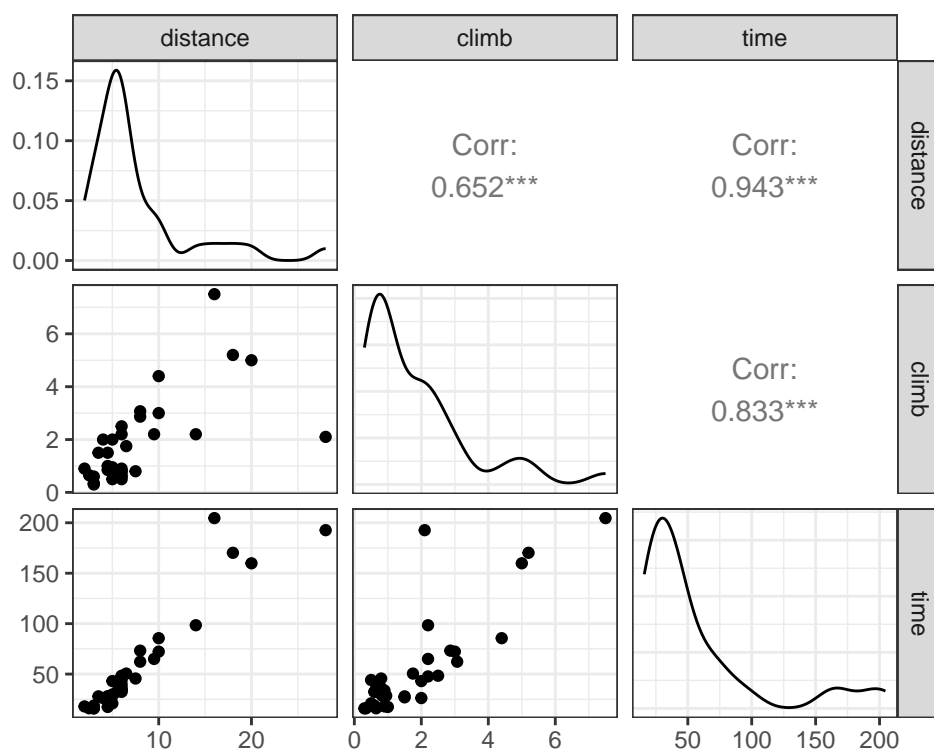 distance climb time
0.15
0.10
0.05
0.00
Corr:
0.652***
Corr:
0.943***
distance
6
4
2
0
Corr:
0.833***
climb
200
150
100
50
time
10 20
0 2 4 6
50 100 150 200